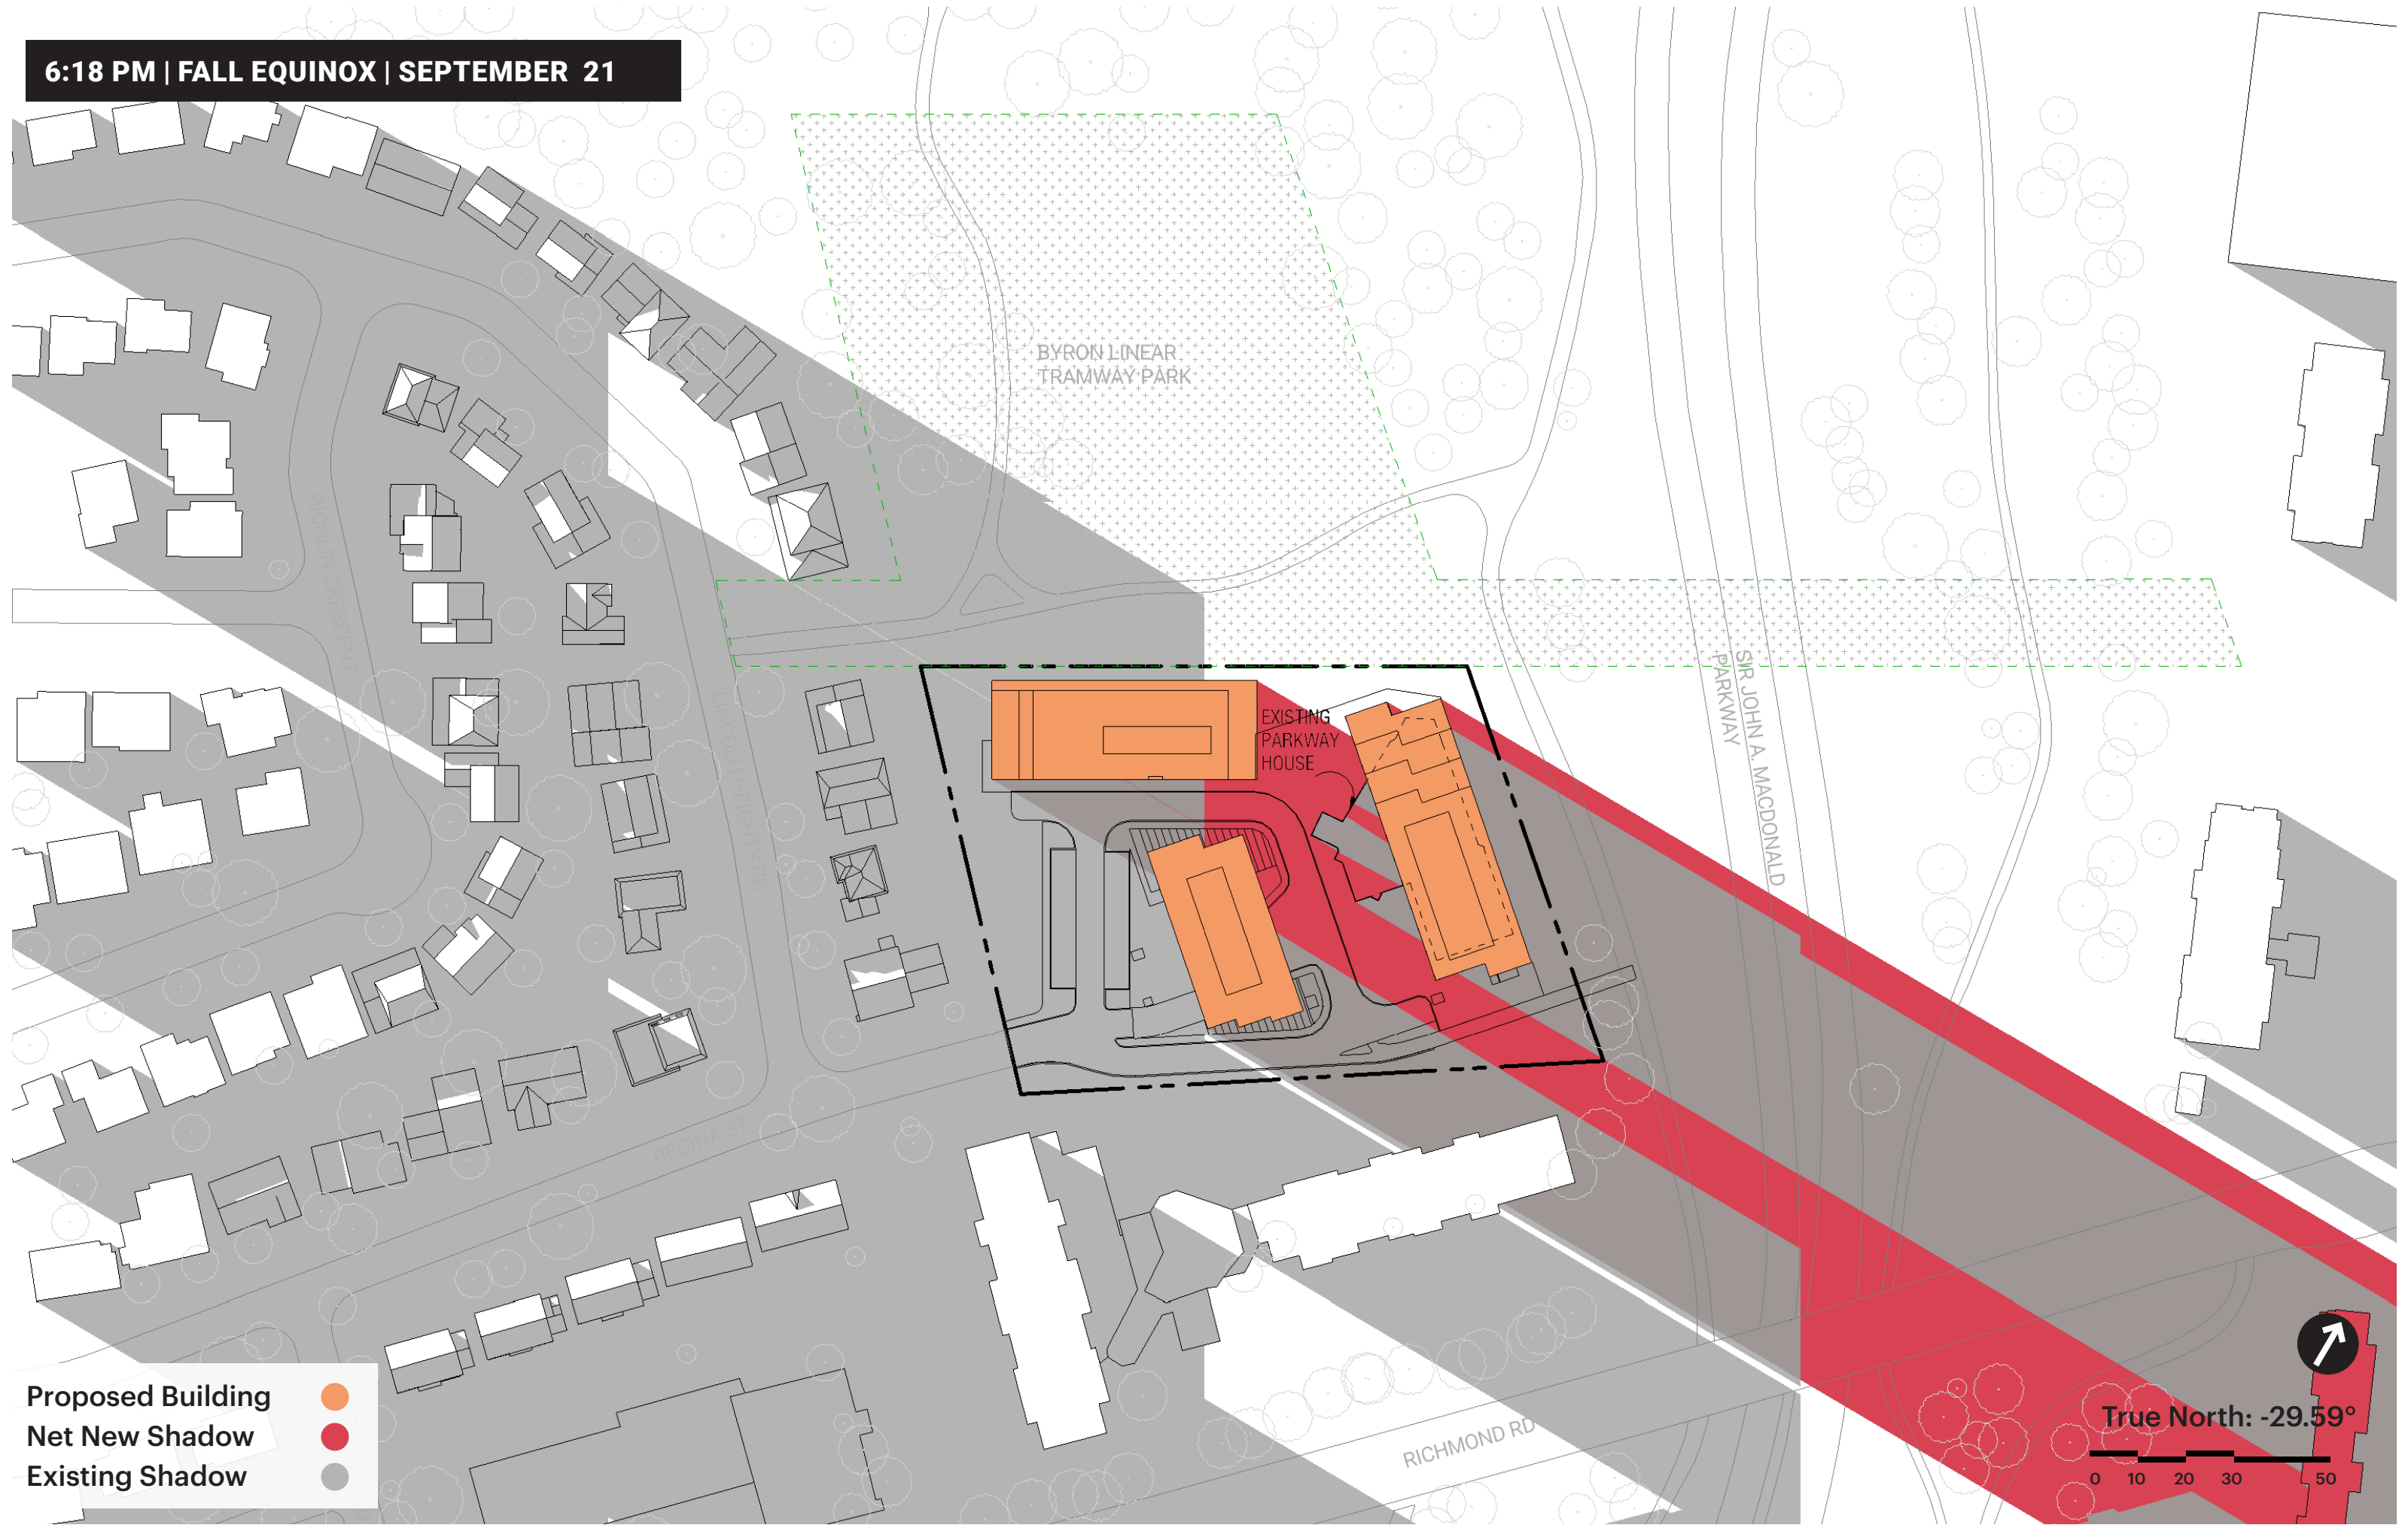 6:18 PM | FALL EQUINOX | SEPTEMBER 21
BYRON LINEAR
TRAMWAY PARK
RICHLIN CRESCENT
LINCOLN HEIGHTS RD
EXISTING
PARKWAY
HOUSE
SIR JOHN A. MACDONALD
PARKWAY
REGINA ST
RICHMOND RD
Proposed Building
Net New Shadow
Existing Shadow
True North: -29.59°
0 10 20 30 50